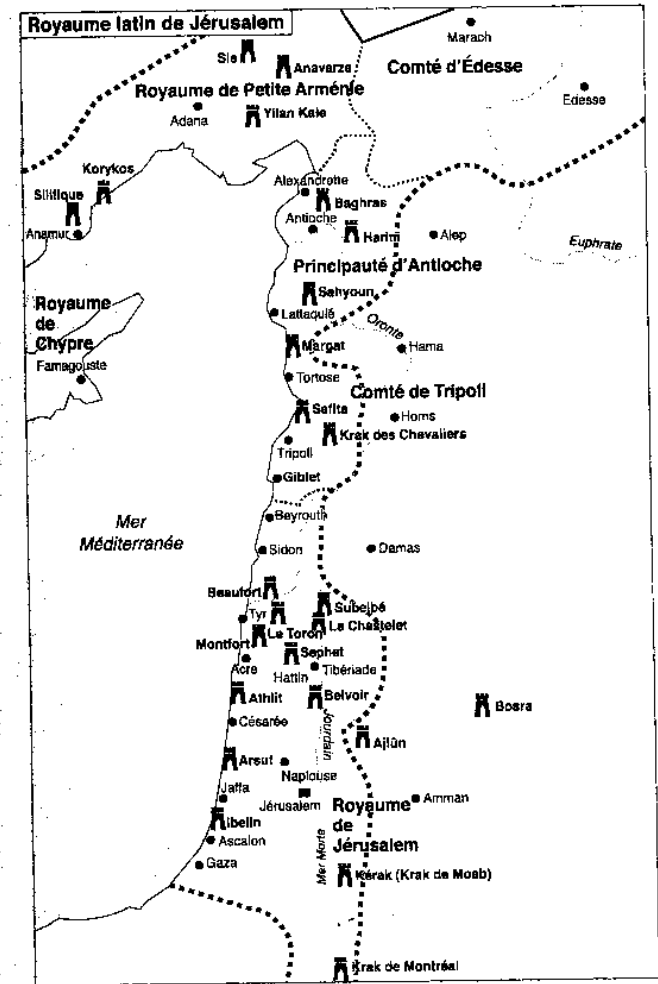 Royaume latin de Jérusalem
Marach
Sis
Anavarze
Comté d'Édesse
Royaume de Petite Arménie
Edesse
Adana
Yilan Kale
Korykos
Alexandrette
Silifique
Baghras
Antioche
Anamur
Harim
Alep
Euphrate
Principauté d'Antioche
Sahyoun
Royaume
de
Chypre
Lattaquié
Oronte
Margat
Hama
Famagouste
Tortose
Comté de Tripoli
Safita
Homs
Krak des Chevaliers
Tripoli
Giblet
Beyrouth
Mer
Méditerranée
Sidon
Damas
Beaufort
Subeibé
Tyr
Le Chastelet
Le Toron
Montfort
Sephet
Acre
Hattin
Tibériade
Athlit
Belvoir
Bosra
Césarée
Jourdain
Ajlûn
Arsuf
Naplouse
Jaffa
Jérusalem
Royaume
de
Jérusalem
Amman
Ibelin
Ascalon
Mer Morte
Gaza
Kérak (Krak de Moab)
Krak de Montréal